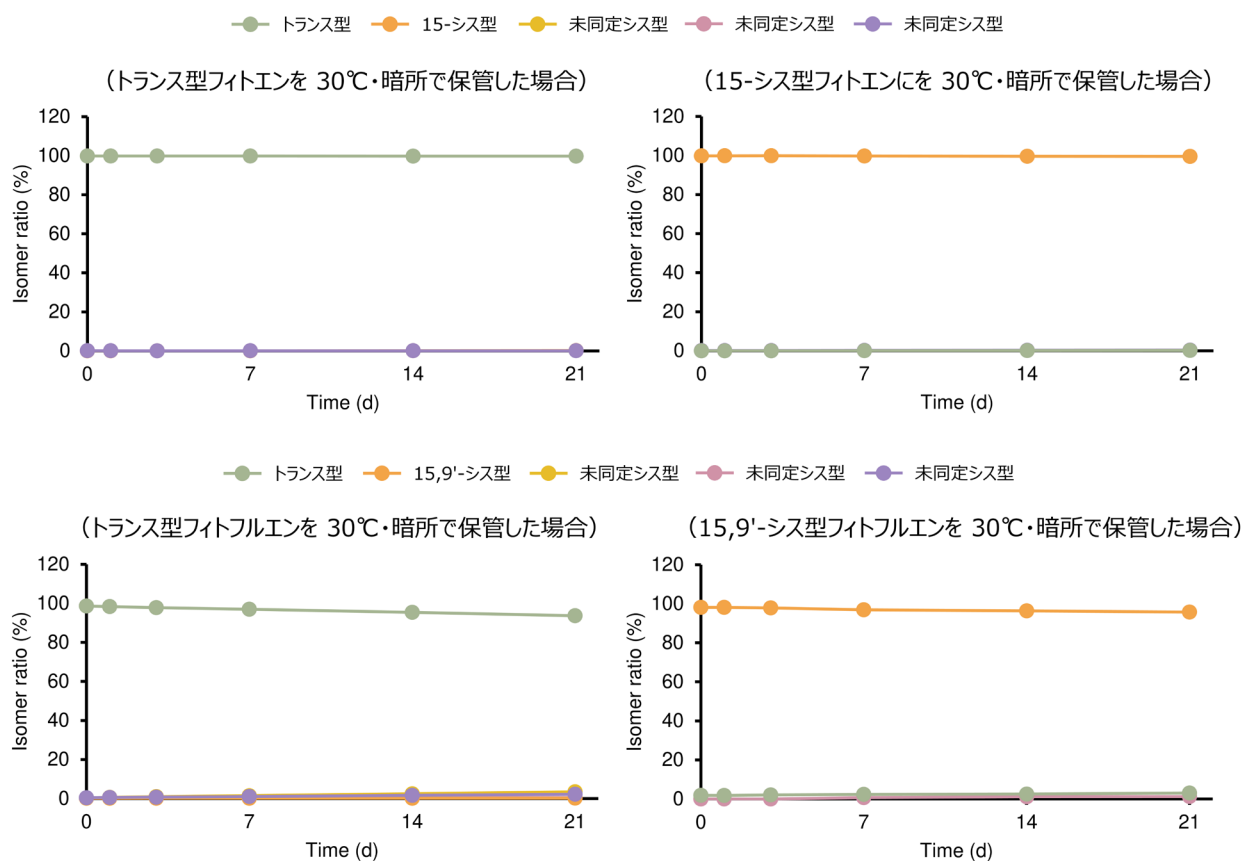 トランス型 15-シス型 未同定シス型 未同定シス型 未同定シス型
（トランス型フィトエンを 30℃・暗所で保管した場合）
（15-シス型フィトエンにを 30℃・暗所で保管した場合）
120
100
80
60
40
20
0
Isomer ratio (%)
0 7 14 21
Time (d)
120
100
80
60
40
20
0
Isomer ratio (%)
0 7 14 21
Time (d)
トランス型 15,9'-シス型 未同定シス型 未同定シス型 未同定シス型
（トランス型フィトフルエンを 30℃・暗所で保管した場合）
（15,9'-シス型フィトフルエンを 30℃・暗所で保管した場合）
120
100
80
60
40
20
0
Isomer ratio (%)
0 7 14 21
Time (d)
120
100
80
60
40
20
0
Isomer ratio (%)
0 7 14 21
Time (d)